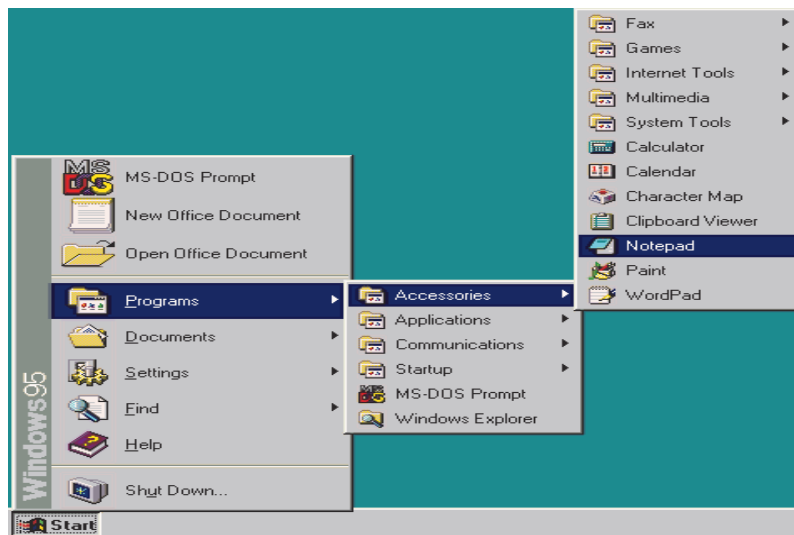 MS-DOS Prompt
New Office Document
Open Office Document
Programs
Documents
Settings
Find
Help
Shut Down...
Windows95
Start
Accessories
Applications
Communications
Startup
MS-DOS Prompt
Windows Explorer
Fax
Games
Internet Tools
Multimedia
System Tools
Calculator
Calendar
Character Map
Clipboard Viewer
Notepad
Paint
WordPad